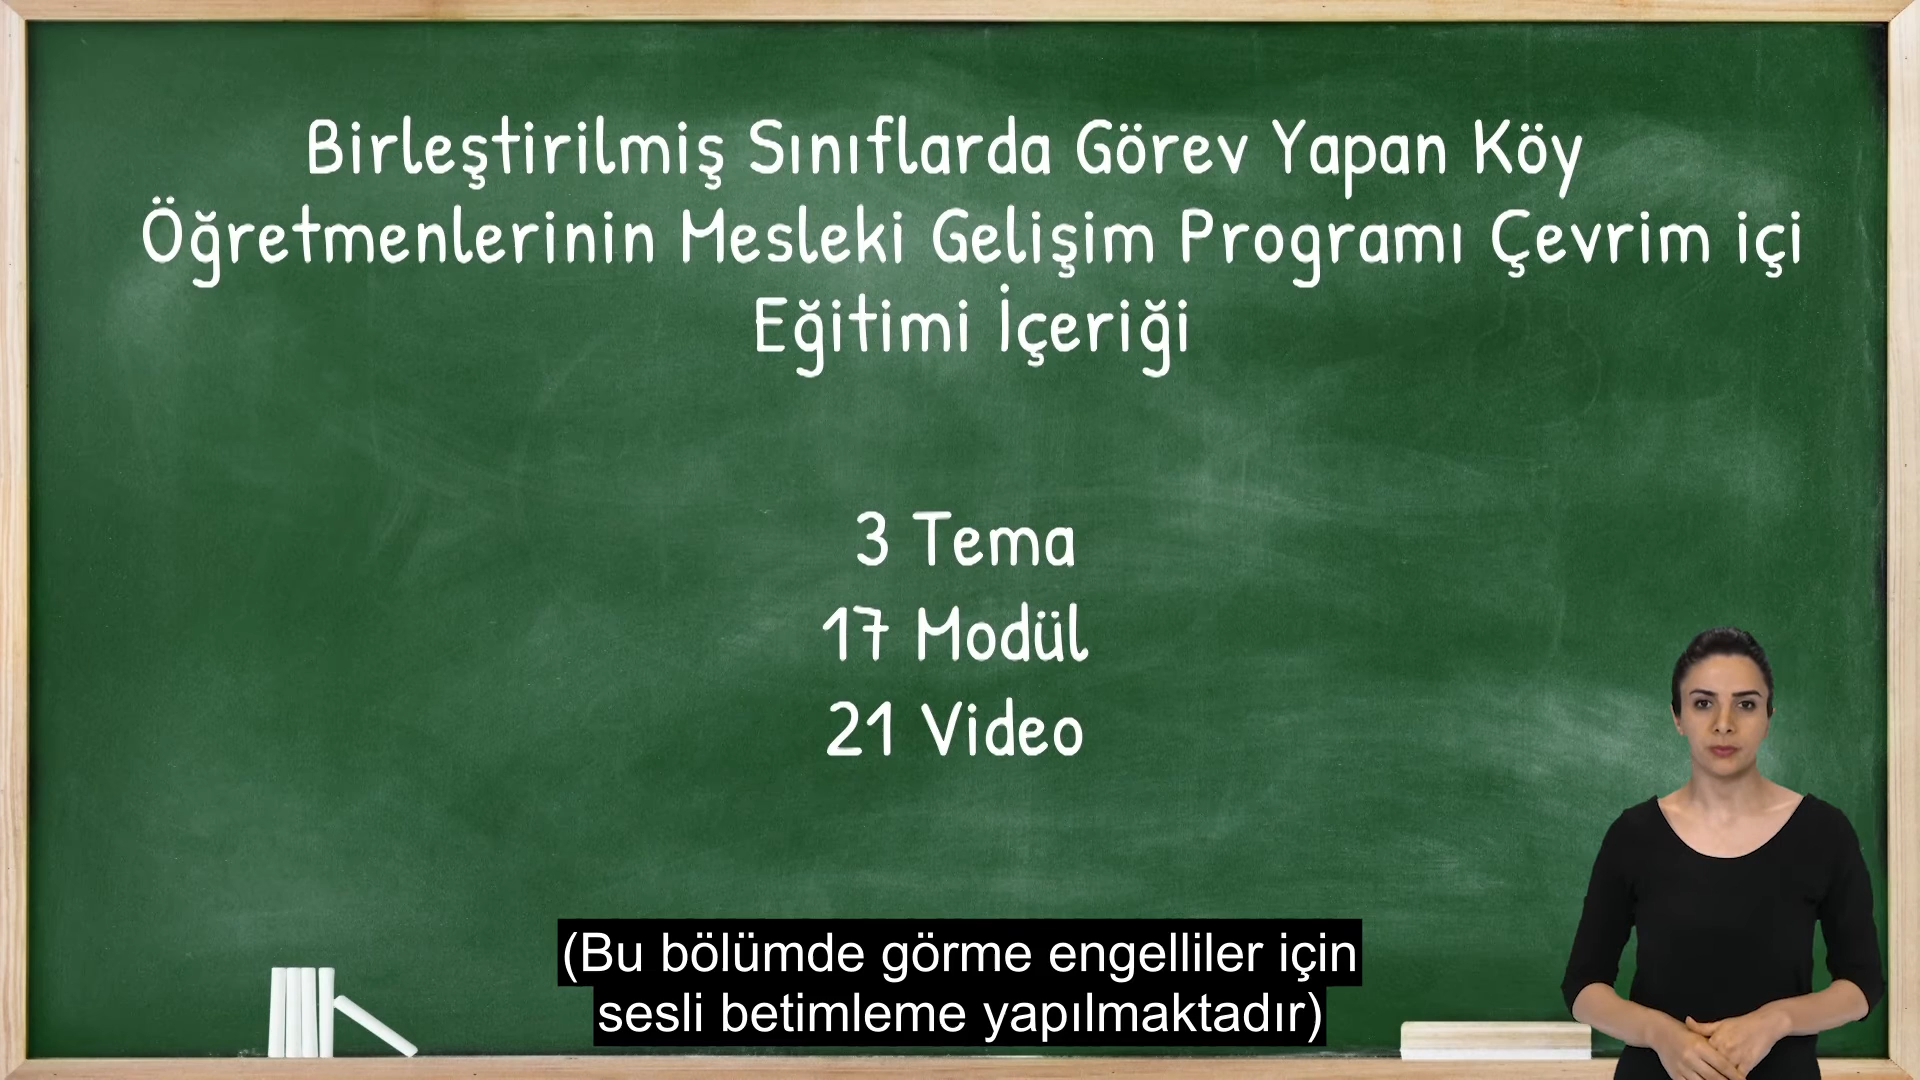 Birleştirilmiş Sınıflarda Görev Yapan Köy
Öğretmenlerinin Mesleki Gelişim Programı Çevrim içi
Eğitimi İçeriği
3 Tema
17 Modül
21 Video
(Bu bölümde görme engelliler için
sesli betimleme yapılmaktadır)